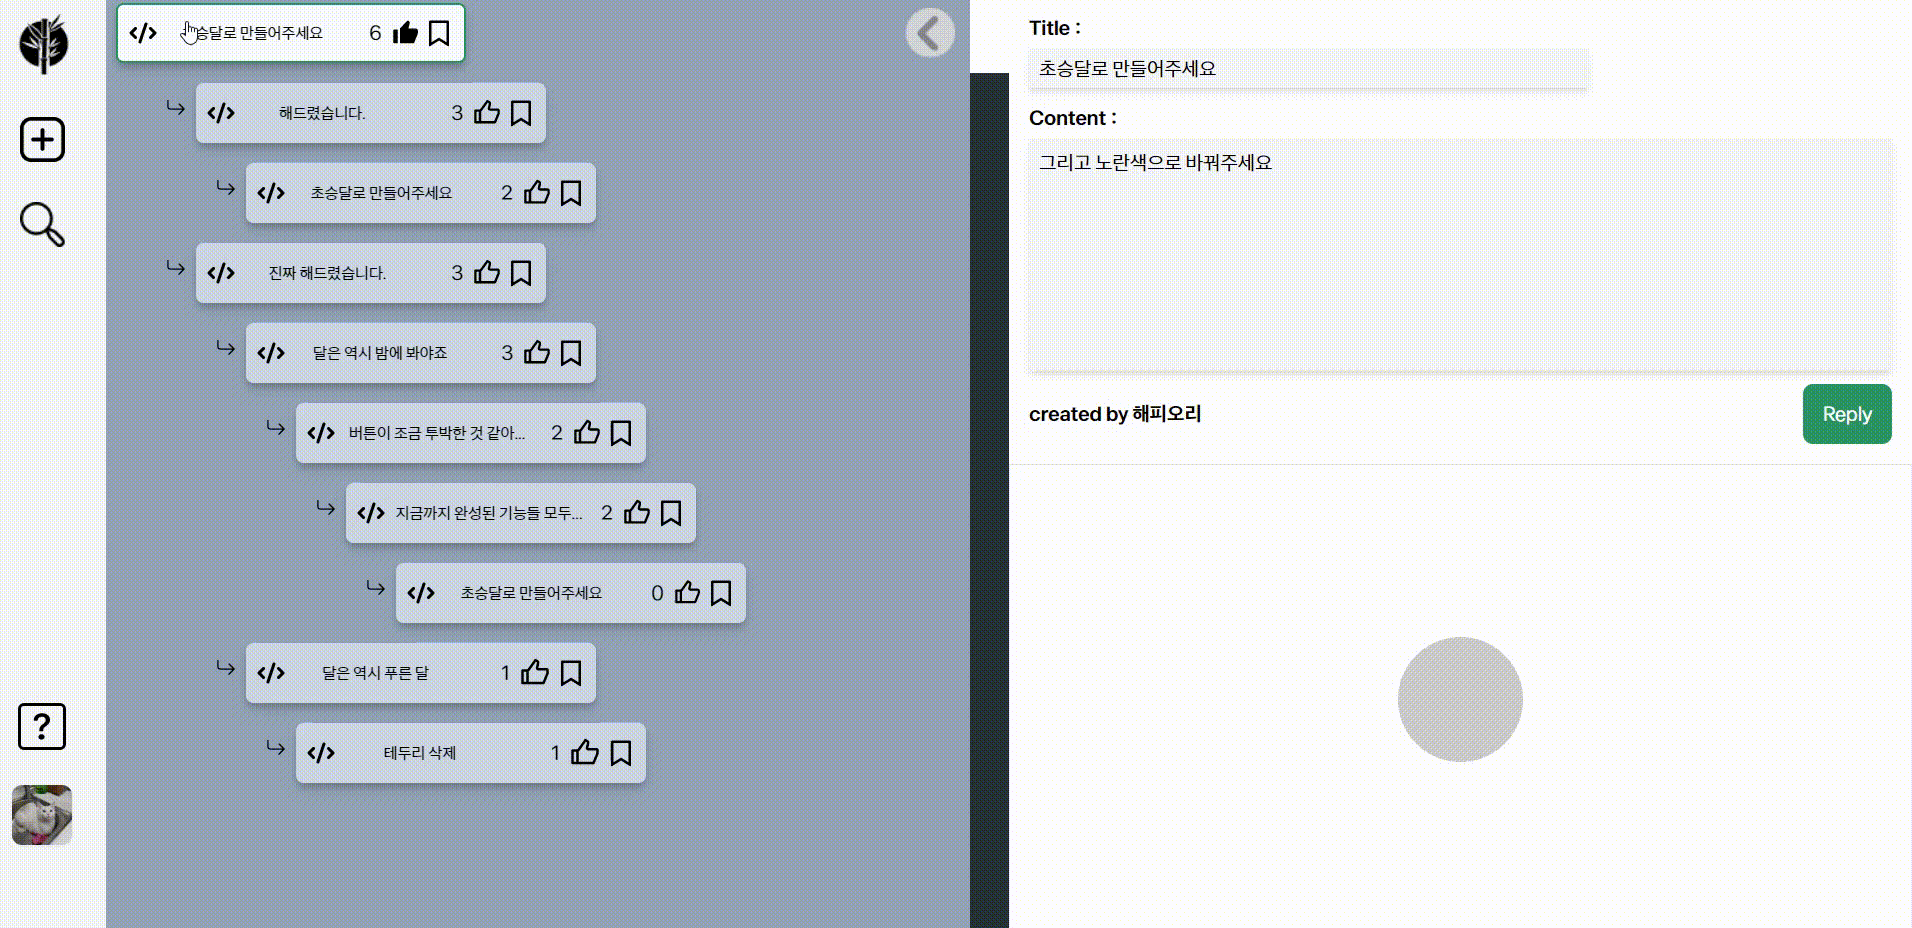 초승달로 만들어주세요 6
해드렸습니다. 3
초승달로 만들어주세요 2
진짜 해드렸습니다. 3
달은 역시 밤에 봐야죠 3
버튼이 조금 투박한 것 같아... 2
지금까지 완성된 기능들 모두... 2
초승달로 만들어주세요 0
달은 역시 푸른 달 1
테두리 삭제 1
?
Title :
초승달로 만들어주세요
Content :
그리고 노란색으로 바꿔주세요
created by 해피오리
Reply